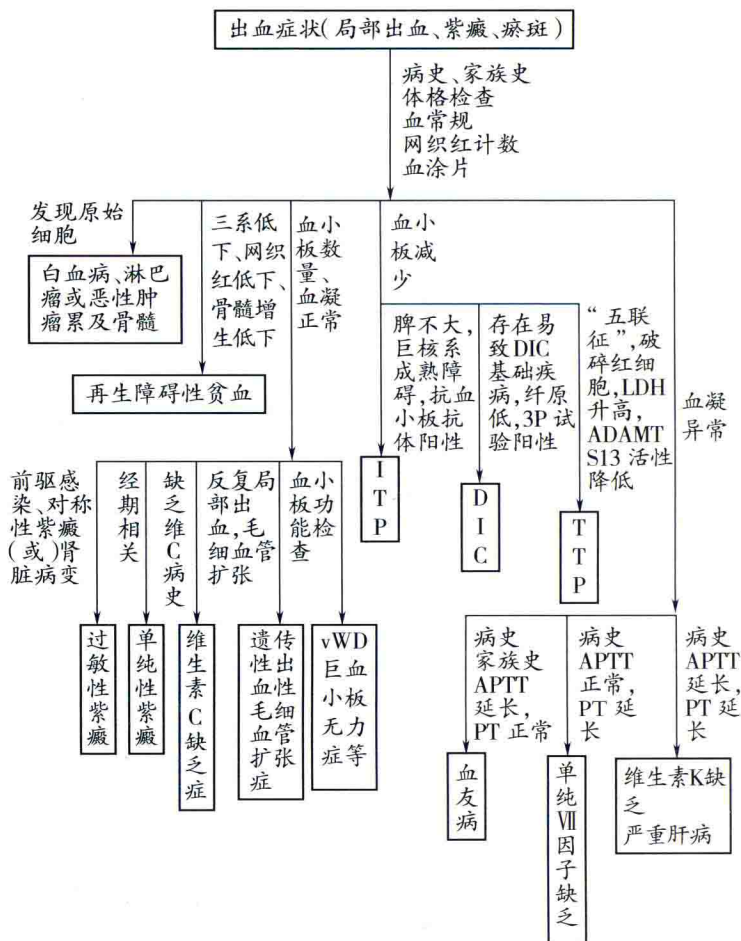 出血症状(局部出血、紫癜、瘀斑)
病史、家族史
体格检查
血常规
网织红计数
血涂片
发现原始
细胞
白血病、淋巴
瘤或恶性肿
瘤累及骨髓
三系低
下、网织
红低下、
骨髓增
生低下
再生障碍性贫血
血小
板数
量、
血凝
正常
血小
板减
少
脾不大，
巨核系
成熟障
碍，抗血
小板抗
体阳性
ITP
存在易
致DIC
基础疾
病，纤原
低，3P试
验阳性
DIC
“五联
征”，破
碎红细
胞，LDH
升高，
ADAMT
S13活性
降低
TTP
血凝
异常
前驱感
染、对称
性紫癜
(或)肾
脏病变
过敏性紫癜
经期
相关
单纯性紫癜
缺乏维C病史
维生素C缺乏症
反复局
部出
血，毛
细血管
扩张
遗传
性出
血性
毛细
血管
扩张
症
血小
板功
能检
查
vWD
巨血
小板
无力
症等
病史
家族史
APTT
延长，
PT正常
血友病
病史
APTT
正常，
PT延
长
单纯Ⅶ因子缺乏
病史
APTT
延长，
PT延
长
维生素K缺
乏
严重肝病